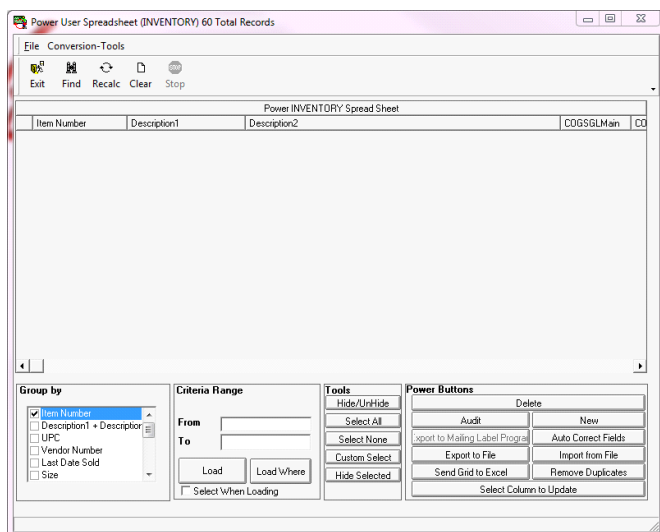 Power User Spreadsheet (INVENTORY) 60 Total Records
File Conversion-Tools
STOP
Exit Find Recalc Clear Stop
Power INVENTORY Spread Sheet
Item Number Description1 Description2 COGSGLMain CO
Group by
Item Number
Description1 + Description
UPC
Vendor Number
Last Date Sold
Size
Criteria Range
From
To
Load Load Where
Select When Loading
Tools
Hide/UnHide
Select All
Select None
Custom Select
Hide Selected
Power Buttons
Delete
Audit New
xport to Mailing Label Progra Auto Correct Fields
Export to File Import from File
Send Grid to Excel Remove Duplicates
Select Column to Update